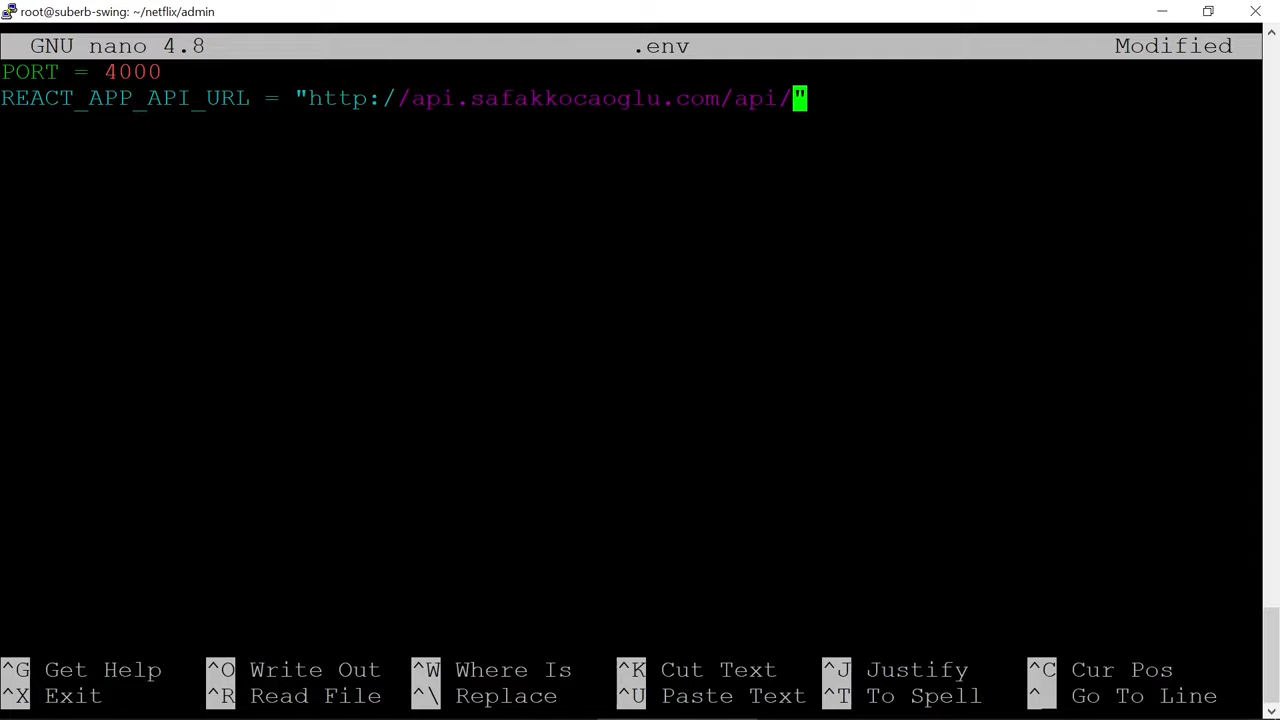 root@suberb-swing: ~/netflix/admin
GNU nano 4.8 .env Modified
PORT = 4000
REACT_APP_API_URL = "http://api.safakkocaoglu.com/api/"
^G Get Help ^O Write Out ^W Where Is ^K Cut Text ^J Justify ^C Cur Pos
^X Exit ^R Read File ^\ Replace ^U Paste Text ^T To Spell ^_ Go To Line